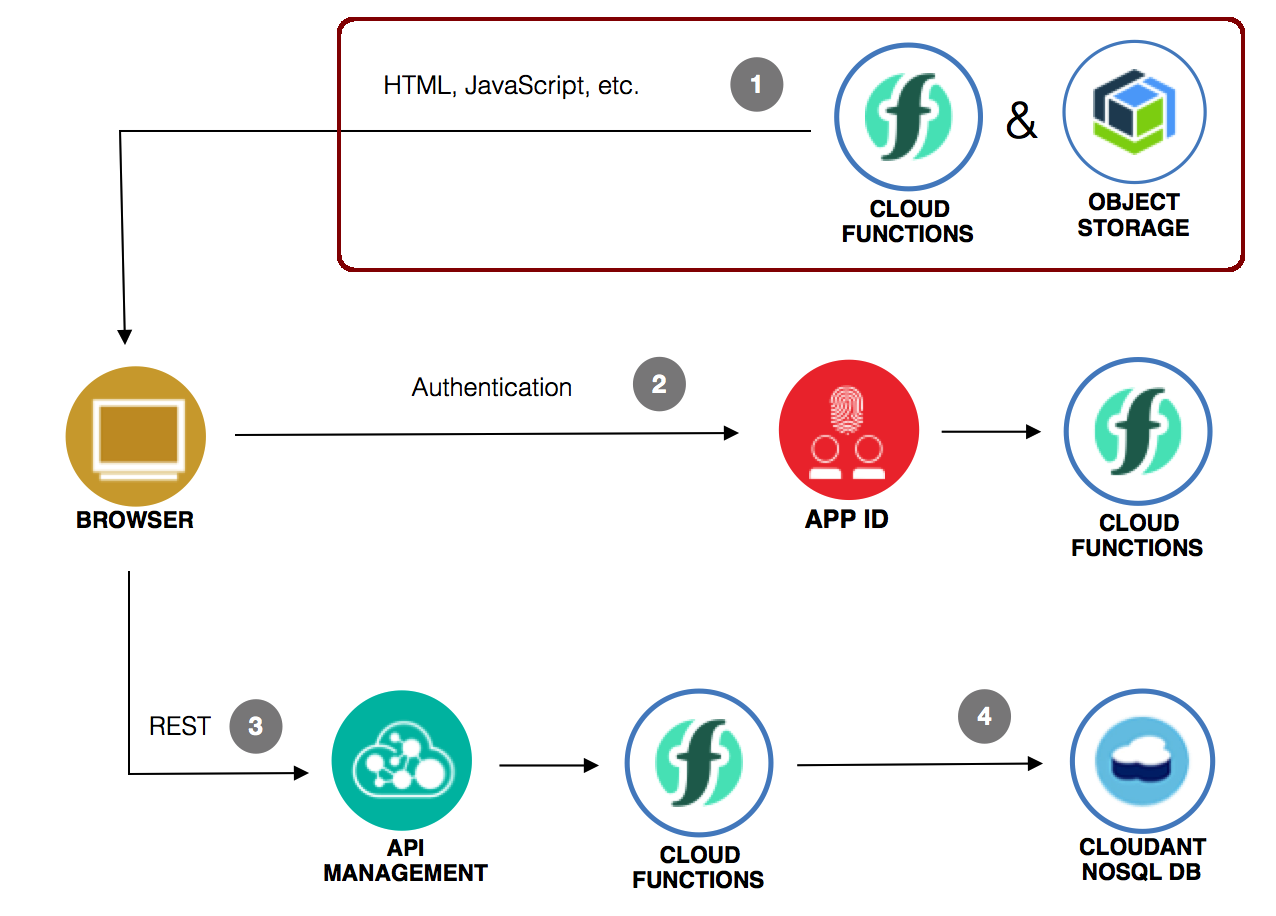 HTML, JavaScript, etc.
1
&
CLOUD
FUNCTIONS
OBJECT
STORAGE
Authentication
2
BROWSER
APP ID
CLOUD
FUNCTIONS
REST
3
4
API
MANAGEMENT
CLOUD
FUNCTIONS
CLOUDANT
NOSQL DB